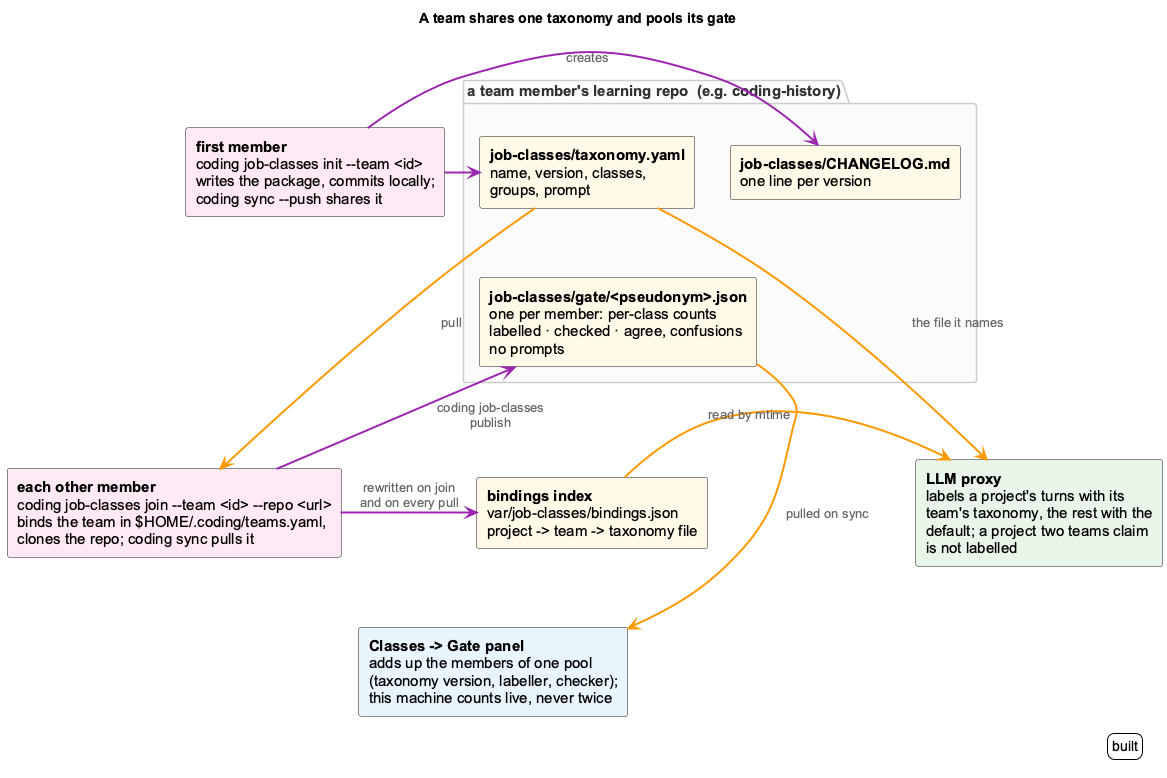 A team shares one taxonomy and pools its gate
creates
a team member's learning repo  (e.g. coding-history)
first member
coding job-classes init --team <id>
writes the package, commits locally;
coding sync --push shares it
job-classes/taxonomy.yaml
name, version, classes,
groups, prompt
job-classes/CHANGELOG.md
one line per version
job-classes/gate/<pseudonym>.json
one per member: per-class counts
labelled · checked · agree, confusions
no prompts
pull
the file it names
coding job-classes
publish
read by mtime
each other member
coding job-classes join --team <id> --repo <url>
binds the team in $HOME/.coding/teams.yaml,
clones the repo; coding sync pulls it
rewritten on join
and on every pull
bindings index
var/job-classes/bindings.json
project -> team -> taxonomy file
pulled on sync
LLM proxy
labels a project's turns with its
team's taxonomy, the rest with the
default; a project two teams claim
is not labelled
Classes -> Gate panel
adds up the members of one pool
(taxonomy version, labeller, checker);
this machine counts live, never twice
built